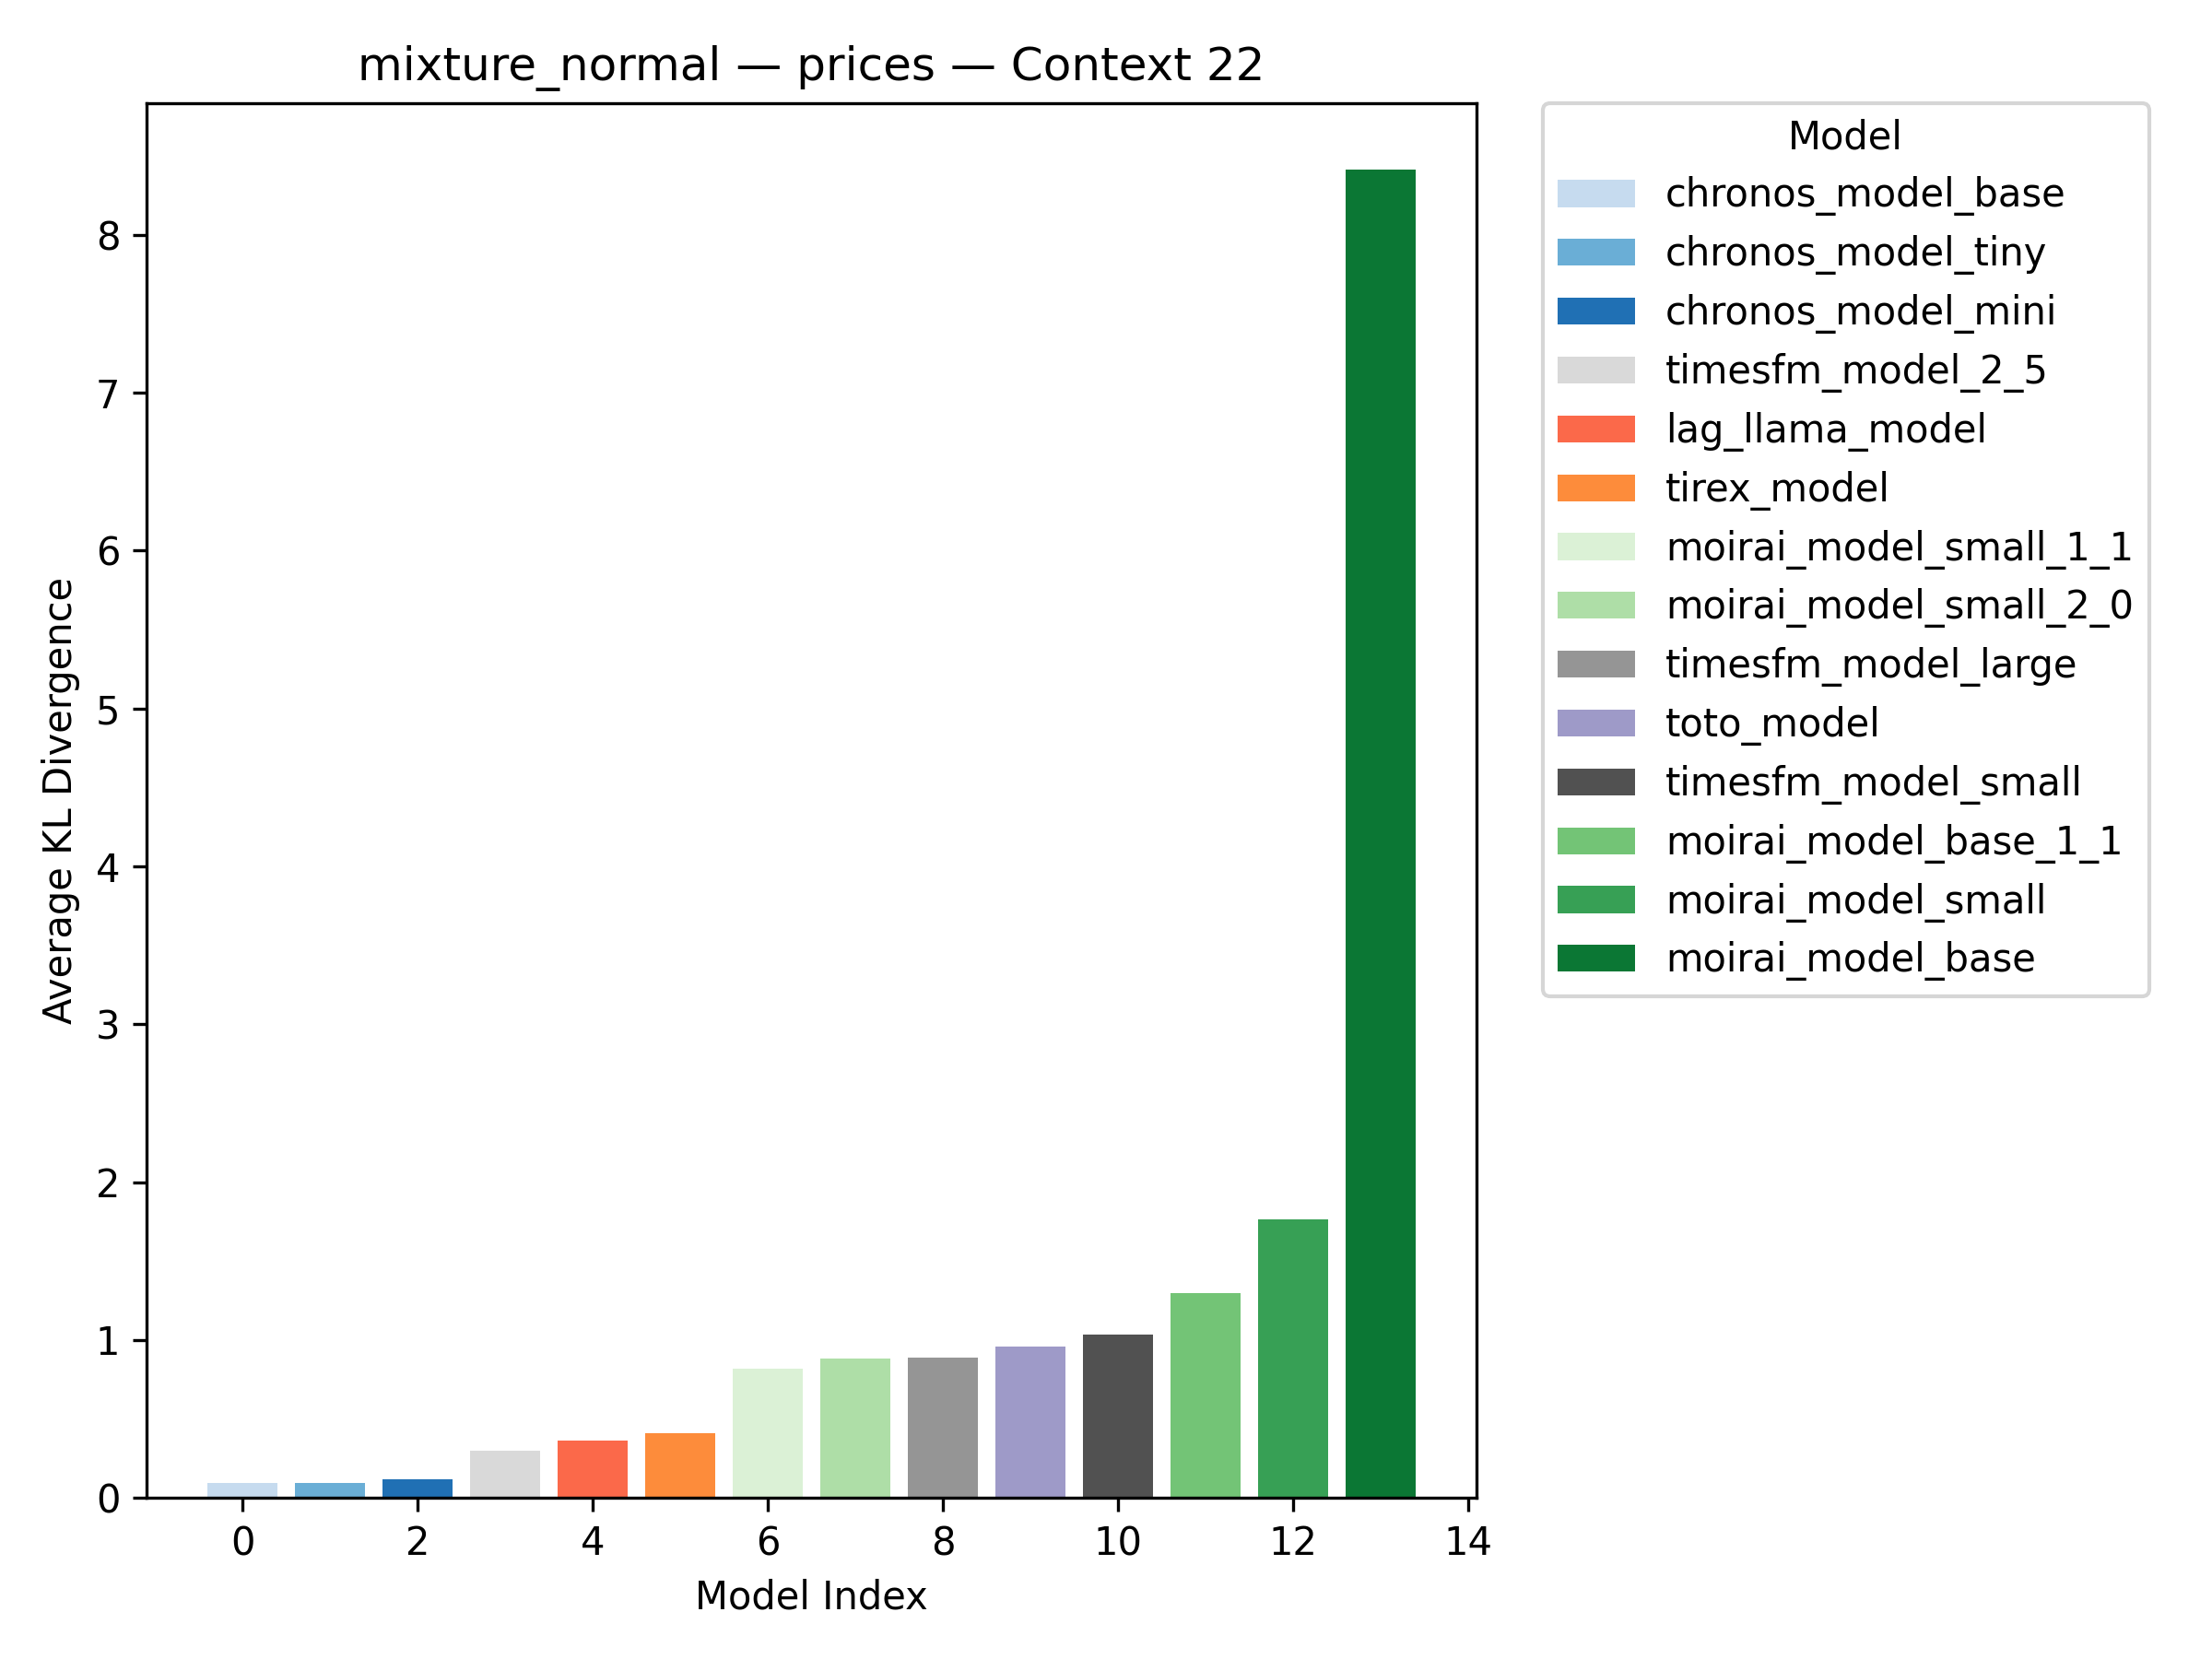 mixture_normal — prices — Context 22
Average KL Divergence
8
7
6
5
4
3
2
1
0
0 2 4 6 8 10 12 14
Model Index
Model
chronos_model_base
chronos_model_tiny
chronos_model_mini
timesfm_model_2_5
lag_llama_model
tirex_model
moirai_model_small_1_1
moirai_model_small_2_0
timesfm_model_large
toto_model
timesfm_model_small
moirai_model_base_1_1
moirai_model_small
moirai_model_base